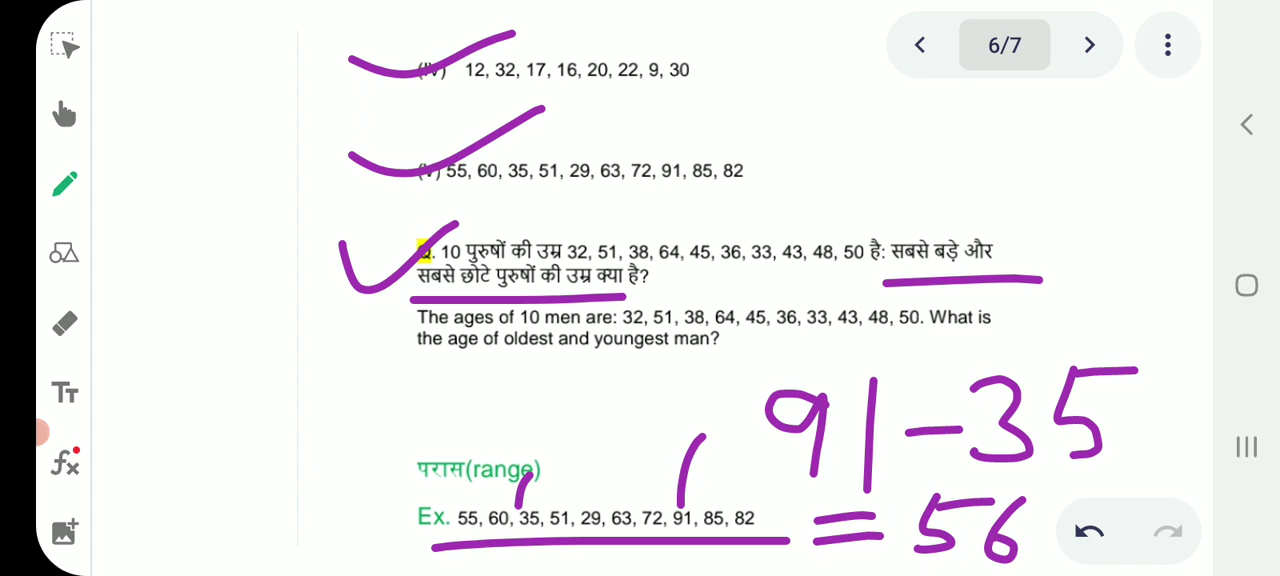 6/7
(iv) 12, 32, 17, 16, 20, 22, 9, 30
(v) 55, 60, 35, 51, 29, 63, 72, 91, 85, 82
Q. 10 पुरुषों की उम्र 32, 51, 38, 64, 45, 36, 33, 43, 48, 50 है: सबसे बड़े और
सबसे छोटे पुरुषों की उम्र क्या है?
The ages of 10 men are: 32, 51, 38, 64, 45, 36, 33, 43, 48, 50. What is
the age of oldest and youngest man?
91-35
परास(range)
Ex. 55, 60, 35, 51, 29, 63, 72, 91, 85, 82
=56
TT
fx